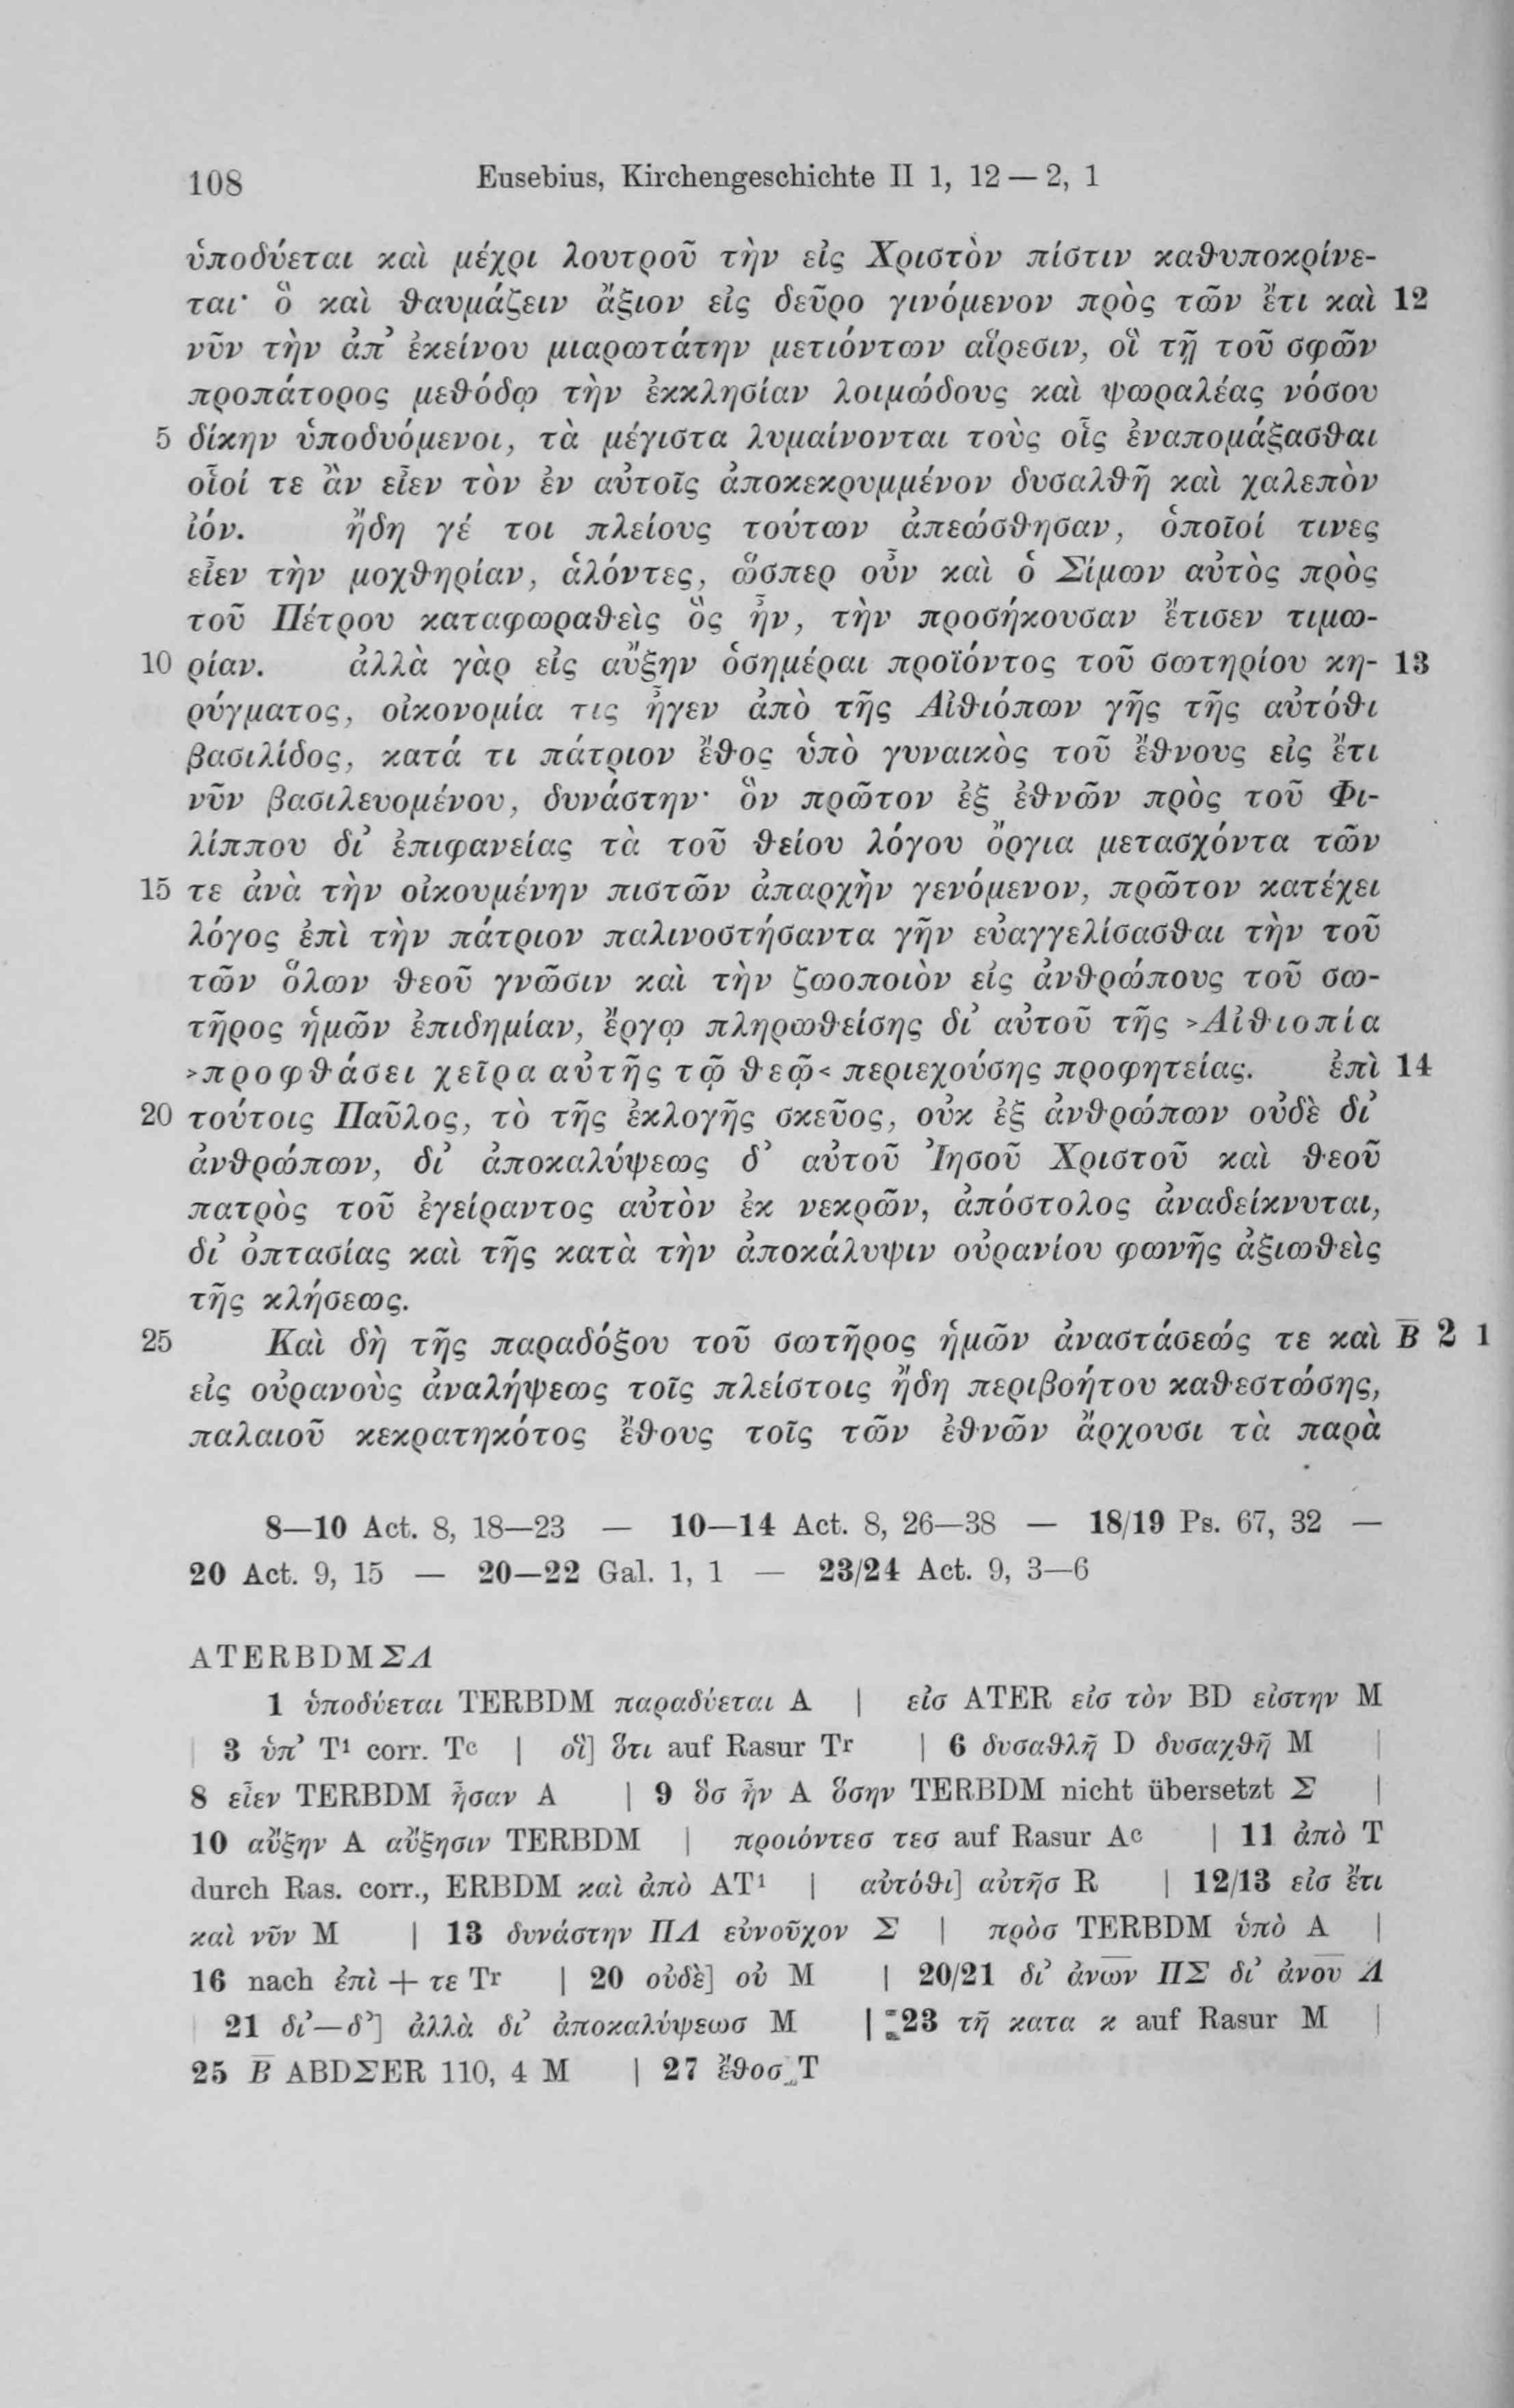 108 Eusebius, Kirchengeschichte II 1, 12 — 2, 1
ὑποδύεται καὶ μέχρι λουτροῦ τὴν εἰς Χριστὸν πίστιν καθυποκρίνε-
ται· ὃ καὶ θαυμάζειν ἄξιον εἰς δεῦρο γινόμενον πρὸς τῶν ἔτι καὶ 12
νῦν τὴν ἀπ᾽ ἐκείνου μιαρωτάτην μετιόντων αἵρεσιν, οἳ τῇ τοῦ σφῶν
προπάτορος μεθόδῳ τὴν ἐκκλησίαν λοιμώδους καὶ ψωραλέας νόσου
5 δίκην ὑποδυόμενοι, τὰ μέγιστα λυμαίνονται τοὺς οἷς ἐναπομάξασθαι
οἷοί τε ἂν εἶεν τὸν ἐν αὐτοῖς ἀποκεκρυμμένον δυσαλθῆ καὶ χαλεπὸν
ἰόν. ἤδη γέ τοι πλείους τούτων ἀπεώσθησαν, ὁποῖοί τινες
εἶεν τὴν μοχθηρίαν, ἁλόντες, ὥσπερ οὖν καὶ ὁ Σίμων αὐτὸς πρὸς
τοῦ Πέτρου καταφωραθεὶς ὃς ἦν, τὴν προσήκουσαν ἔτισεν τιμω-
10 ρίαν. ἀλλὰ γὰρ εἰς αὔξην ὁσημέραι προϊόντος τοῦ σωτηρίου κη- 13
ρύγματος, οἰκονομία τις ἦγεν ἀπὸ τῆς Αἰθιόπων γῆς τῆς αὐτόθι
βασιλίδος, κατά τι πάτριον ἔθος ὑπὸ γυναικὸς τοῦ ἔθνους εἰς ἔτι
νῦν βασιλευομένου, δυνάστην· ὃν πρῶτον ἐξ ἐθνῶν πρὸς τοῦ Φι-
λίππου δι᾽ ἐπιφανείας τὰ τοῦ θείου λόγου ὄργια μετασχόντα τῶν
15 τε ἀνὰ τὴν οἰκουμένην πιστῶν ἀπαρχὴν γενόμενον, πρῶτον κατέχει
λόγος ἐπὶ τὴν πάτριον παλινοστήσαντα γῆν εὐαγγελίσασθαι τὴν τοῦ
τῶν ὅλων θεοῦ γνῶσιν καὶ τὴν ζωοποιὸν εἰς ἀνθρώπους τοῦ σω-
τῆρος ἡμῶν ἐπιδημίαν, ἔργῳ πληρωθείσης δι᾽ αὐτοῦ τῆς >Αἰθιοπία
>προφθάσει χεῖρα αὐτῆς τῷ θεῷ< περιεχούσης προφητείας. ἐπὶ 14
20 τούτοις Παῦλος, τὸ τῆς ἐκλογῆς σκεῦος, οὐκ ἐξ ἀνθρώπων οὐδὲ δι᾽
ἀνθρώπων, δι᾽ ἀποκαλύψεως δ᾽ αὐτοῦ Ἰησοῦ Χριστοῦ καὶ θεοῦ
πατρὸς τοῦ ἐγείραντος αὐτὸν ἐκ νεκρῶν, ἀπόστολος ἀναδείκνυται,
δι᾽ ὀπτασίας καὶ τῆς κατὰ τὴν ἀποκάλυψιν οὐρανίου φωνῆς ἀξιωθεὶς
τῆς κλήσεως.
25 Καὶ δὴ τῆς παραδόξου τοῦ σωτῆρος ἡμῶν ἀναστάσεώς τε καὶ B̅ 2 1
εἰς οὐρανοὺς ἀναλήψεως τοῖς πλείστοις ἤδη περιβοήτου καθεστώσης,
παλαιοῦ κεκρατηκότος ἔθους τοῖς τῶν ἐθνῶν ἄρχουσι τὰ παρὰ
8—10 Act. 8, 18—23 — 10—14 Act. 8, 26—38 — 18/19 Ps. 67, 32 —
20 Act. 9, 15 — 20—22 Gal. 1, 1 — 23/24 Act. 9, 3—6
ATERBDMΣΛ
1 ὑποδύεται TERBDM παραδύεται A | εἰσ ATER εἰσ τὸν BD εἰστην M
| 3 ὑπ᾽ T¹ corr. Tᶜ | οἳ] ὅτι auf Rasur Tʳ | 6 δυσαθλῆ D δυσαχθῆ M |
8 εἶεν TERBDM ἦσαν A | 9 ὃσ ἦν A ὅσην TERBDM nicht übersetzt Σ |
10 αὔξην A αὔξησιν TERBDM | προιόντεσ τεσ auf Rasur Aᶜ | 11 ἀπὸ T
durch Ras. corr., ERBDM καὶ ἀπὸ AT¹ | αὐτόθι] αὐτῆσ R | 12/13 εἰσ ἔτι
καὶ νῦν M | 13 δυνάστην ΠΛ εὐνοῦχον Σ | πρὸσ TERBDM ὑπὸ A |
16 nach ἐπὶ + τε Tʳ | 20 οὐδὲ] οὐ M | 20/21 δι᾽ ἀν̅ω̅ν̅ ΠΣ δι᾽ ἀν̅ο̅υ̅ Λ
| 21 δι᾽—δ᾽] ἀλλὰ δι᾽ ἀποκαλύψεωσ M | 23 τῆ κατα κ auf Rasur M |
25 B̅ ABDΣER 110, 4 M | 27 ἔθοσ T